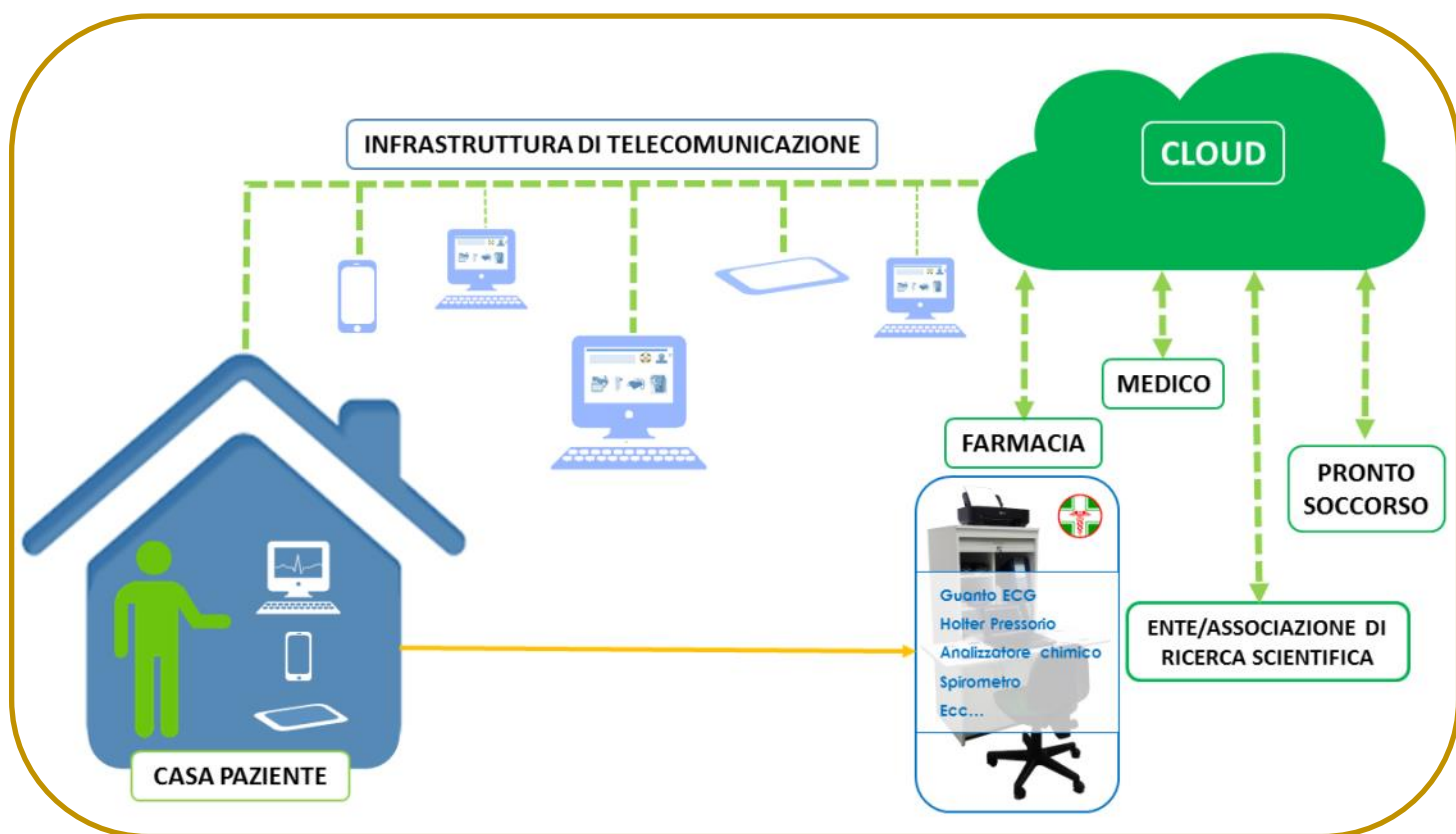 INFRASTRUTTURA DI TELECOMUNICAZIONE
CLOUD
MEDICO
FARMACIA
PRONTO
SOCCORSO
Guanto ECG
Holter Pressorio
Analizzatore chimico
Spirometro
Ecc...
ENTE/ASSOCIAZIONE DI
RICERCA SCIENTIFICA
CASA PAZIENTE